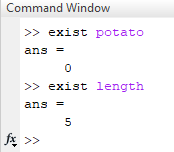 Command Window
>> exist potato
ans =
0
>> exist length
ans =
5
fx >>